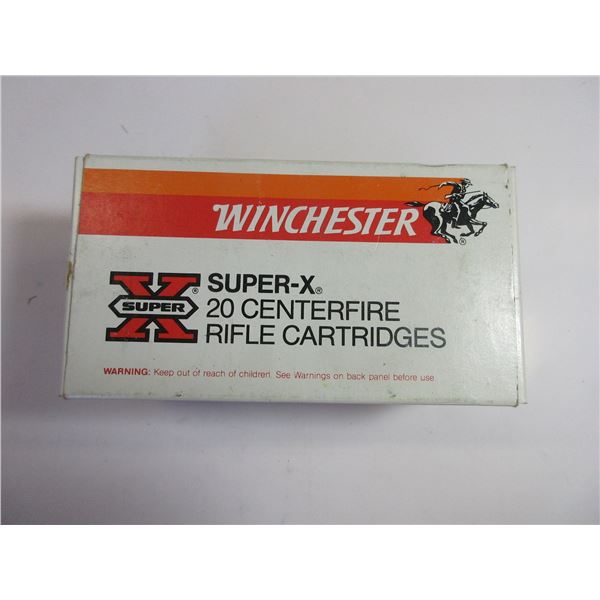 WINCHESTER®
X SUPER®
SUPER-X®
20 CENTERFIRE
RIFLE CARTRIDGES
WARNING: Keep out of reach of children. See Warnings on back panel before use.